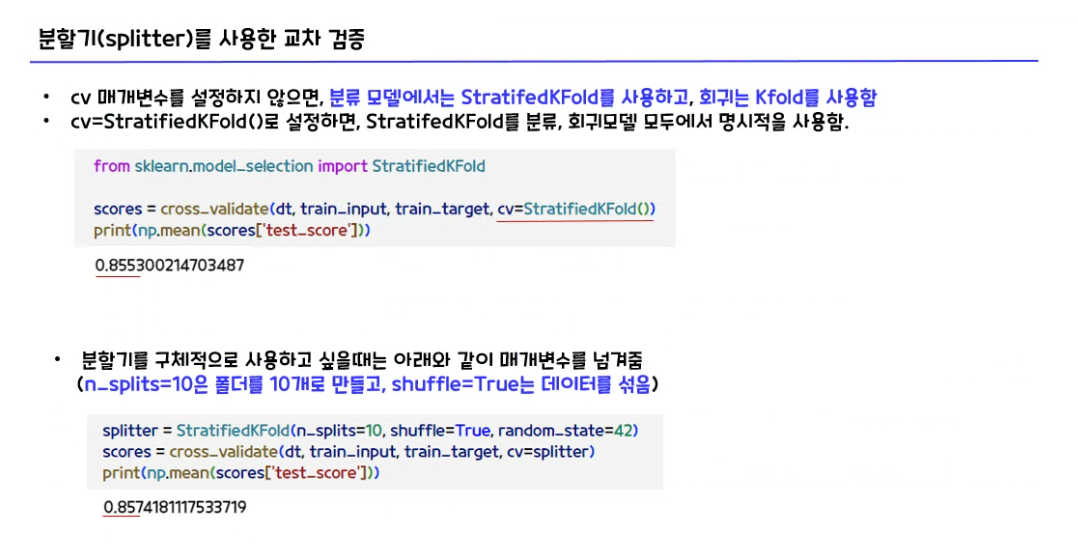 분할기(splitter)를 사용한 교차 검증
• cv 매개변수를 설정하지 않으면, 분류 모델에서는 StratifedKFold를 사용하고, 회귀는 Kfold를 사용함
• cv=StratifiedKFold()로 설정하면, StratifedKFold를 분류, 회귀모델 모두에서 명시적을 사용함.
from sklearn.model_selection import StratifiedKFold
scores = cross_validate(dt, train_input, train_target, cv=StratifiedKFold())
print(np.mean(scores['test_score']))
0.855300214703487
• 분할기를 구체적으로 사용하고 싶을때는 아래와 같이 매개변수를 넘겨줌
(n_splits=10은 폴더를 10개로 만들고, shuffle=True는 데이터를 섞음)
splitter = StratifiedKFold(n_splits=10, shuffle=True, random_state=42)
scores = cross_validate(dt, train_input, train_target, cv=splitter)
print(np.mean(scores['test_score']))
0.8574181117533719